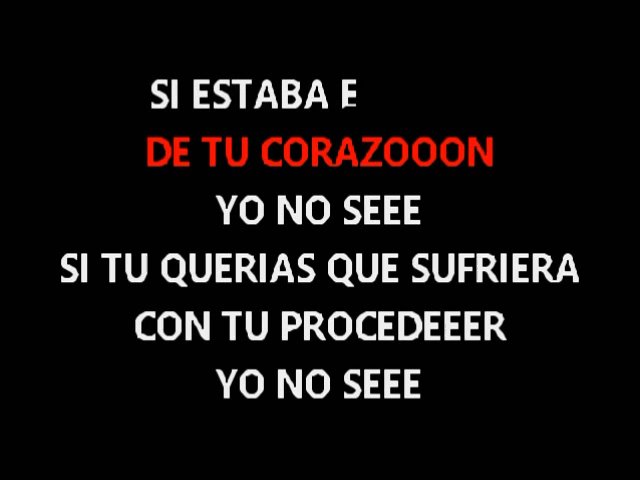 SI ESTABA E
DE TU CORAZOOON
YO NO SEEE
SI TU QUERIAS QUE SUFRIERA
CON TU PROCEDEEER
YO NO SEEE